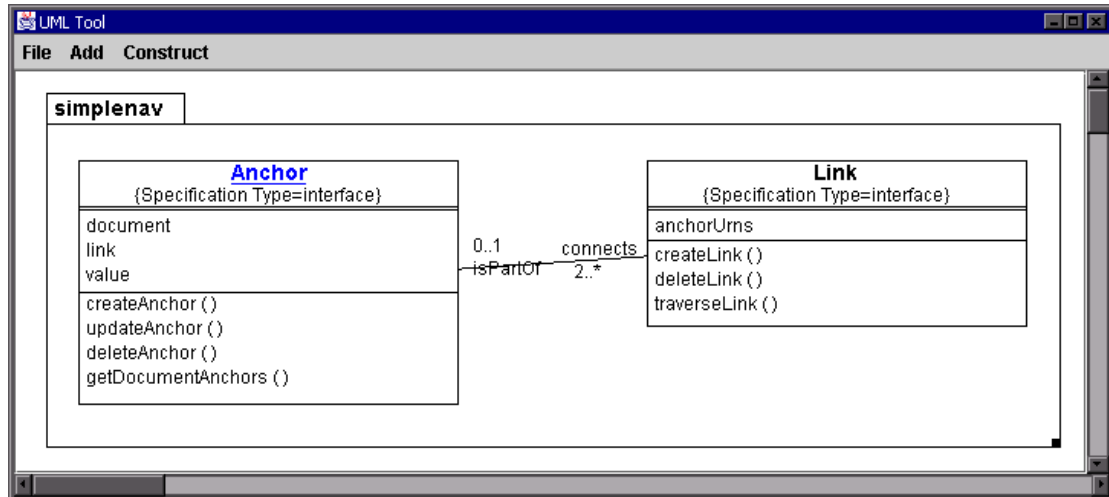 UML Tool
File Add Construct
simplenav
Anchor
{Specification Type=interface}
document
link
value
createAnchor ()
updateAnchor ()
deleteAnchor ()
getDocumentAnchors ()
0..1 connects
isPartOf 2..*
Link
{Specification Type=interface}
anchorUrns
createLink ()
deleteLink ()
traverseLink ()